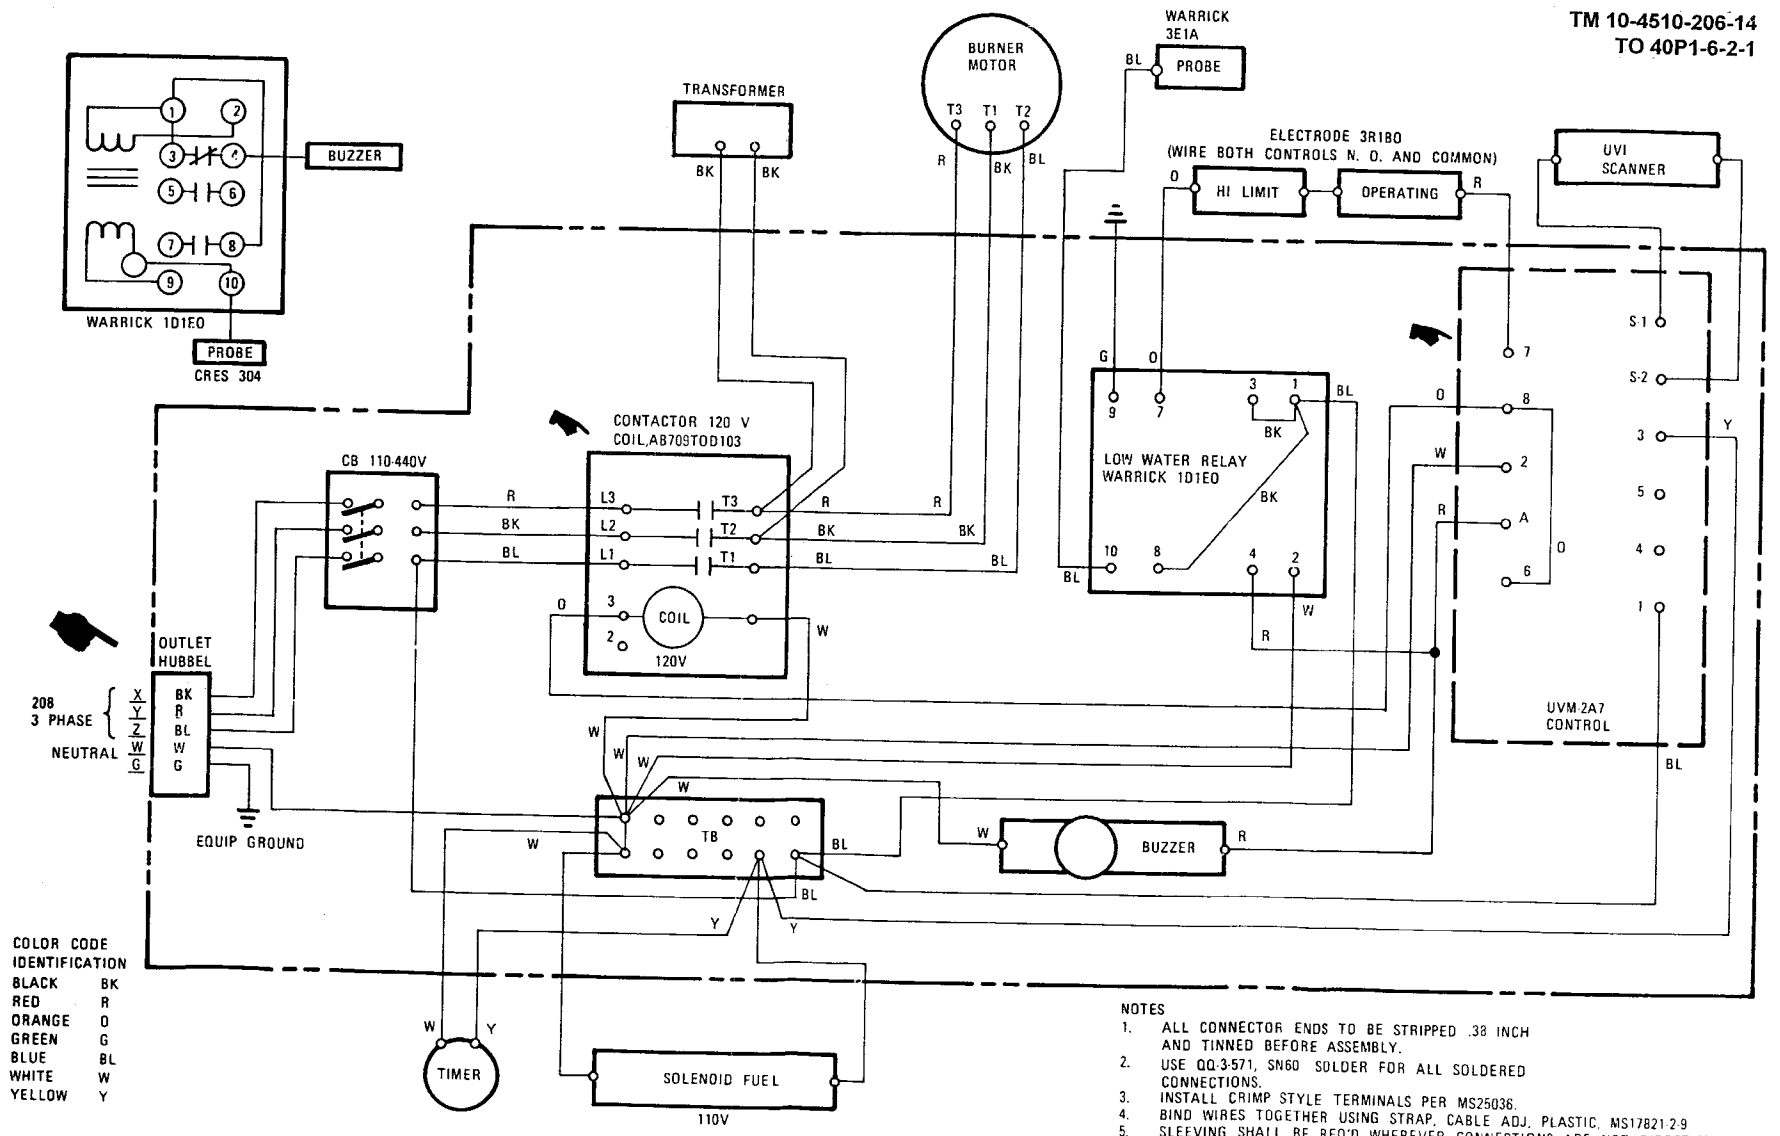 TM 10-4510-206-14
TO 40P1-6-2-1
WARRICK
3E1A
BL
PROBE
BURNER
MOTOR
T3 T1 T2
R BK BL
TRANSFORMER
BK BK
1 2
3 4
5 6
7 8
9 10
BUZZER
WARRICK 1D1E0
PROBE
CRES 304
ELECTRODE 3R1B0
(WIRE BOTH CONTROLS N. O. AND COMMON)
O HI LIMIT OPERATING R
UVI
SCANNER
S-1
7
S-2
O 8
3 Y
W 2
5
R A
4
O
6
1
UVM-2A7
CONTROL
BL
G O
3 1 BL
9 7
BK
LOW WATER RELAY
WARRICK 1D1E0
BK
10 8 4 2
BL
W
R
CONTACTOR 120 V
COIL,AB709TOD103
CB 110-440V
R L3 T3 R R
BK L2 T2 BK BK
BL L1 T1 BL BL
O 3 COIL W
2
120V
OUTLET
HUBBEL
208
3 PHASE
X BK
Y R
Z BL
NEUTRAL W W
G G
EQUIP GROUND
W W W W
TB
W BL
BL
W BUZZER R
Y Y
COLOR CODE
IDENTIFICATION
BLACK BK
RED R
ORANGE O
GREEN G
BLUE BL
WHITE W
YELLOW Y
W Y
TIMER
SOLENOID FUEL
110V
NOTES
1. ALL CONNECTOR ENDS TO BE STRIPPED .38 INCH
AND TINNED BEFORE ASSEMBLY.
2. USE QQ-3-571, SN60 SOLDER FOR ALL SOLDERED
CONNECTIONS.
3. INSTALL CRIMP STYLE TERMINALS PER MS25036.
4. BIND WIRES TOGETHER USING STRAP, CABLE ADJ, PLASTIC, MS17821-2-9
5. SLEEVING SHALL BE REQ'D WHEREVER CONNECTIONS ARE